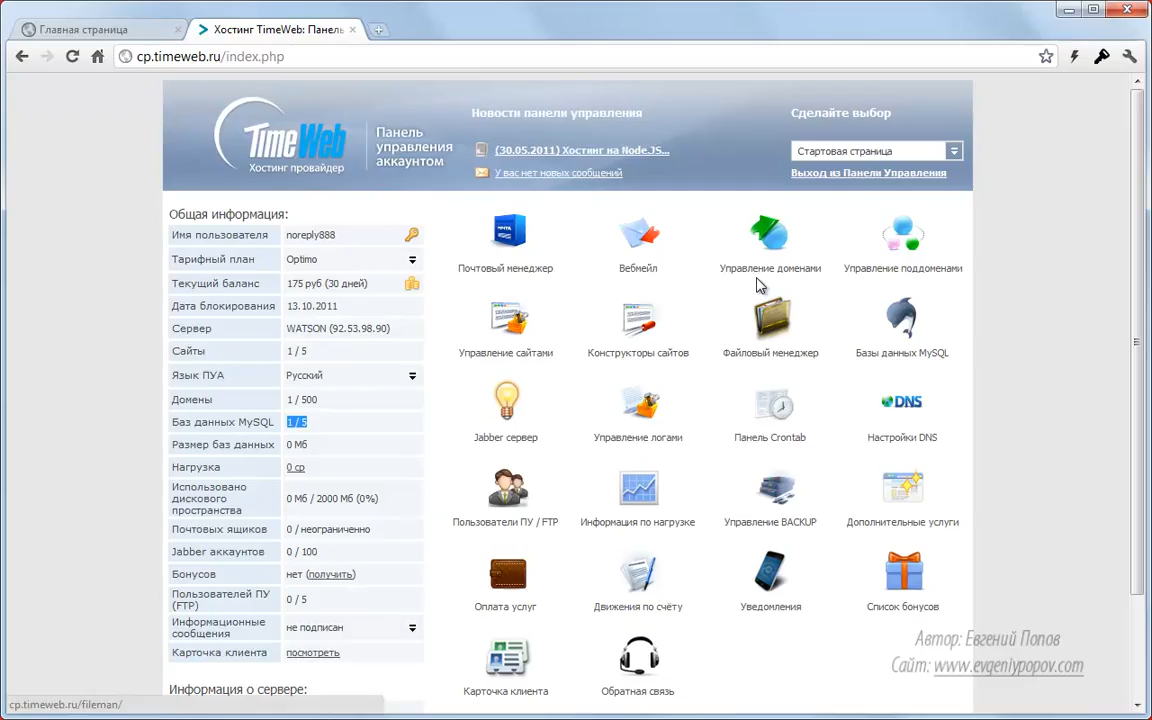 Главная страница
Хостинг TimeWeb: Панель
cp.timeweb.ru/index.php
TimeWeb
Хостинг провайдер
Панель
управления
аккаунтом
Новости панели управления
(30.05.2011) Хостинг на Node.JS...
У вас нет новых сообщений
Сделайте выбор
Стартовая страница
Выход из Панели Управления
Общая информация:
Имя пользователя noreply888
Тарифный план Optimo
Текущий баланс 175 руб (30 дней)
Дата блокирования 13.10.2011
Сервер WATSON (92.53.98.90)
Сайты 1 / 5
Язык ПУА Русский
Домены 1 / 500
Баз данных MySQL 1 / 5
Размер баз данных 0 Мб
Нагрузка 0 cp
Использовано
дискового
пространства
0 Мб / 2000 Мб (0%)
Почтовых ящиков 0 / неограниченно
Jabber аккаунтов 0 / 100
Бонусов нет (получить)
Пользователей ПУ
(FTP)
0 / 5
Информационные
сообщения
не подписан
Карточка клиента посмотреть
Информация о сервере:
Почтовый менеджер
Вебмейл
Управление доменами
Управление поддоменами
Управление сайтами
Конструкторы сайтов
Файловый менеджер
Базы данных MySQL
Jabber сервер
Управление логами
Панель Crontab
DNS
Настройки DNS
Пользователи ПУ / FTP
Информация по нагрузке
Управление BACKUP
Дополнительные услуги
Оплата услуг
Движения по счёту
Уведомления
Список бонусов
Карточка клиента
Обратная связь
Автор: Евгений Попов
Сайт: www.evgeniypopov.com
cp.timeweb.ru/fileman/